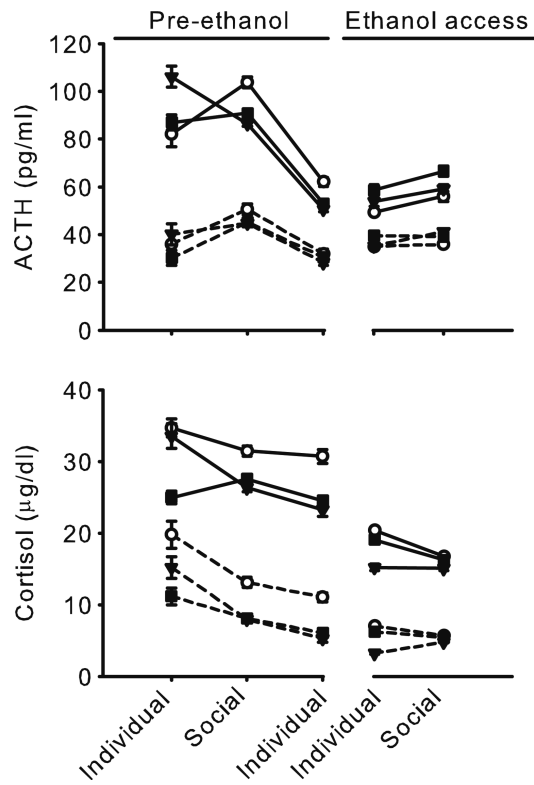 Pre-ethanol Ethanol access
ACTH (pg/ml)
120
100
80
60
40
20
0
Cortisol (μg/dl)
40
30
20
10
0
Individual
Social
Individual
Individual
Social